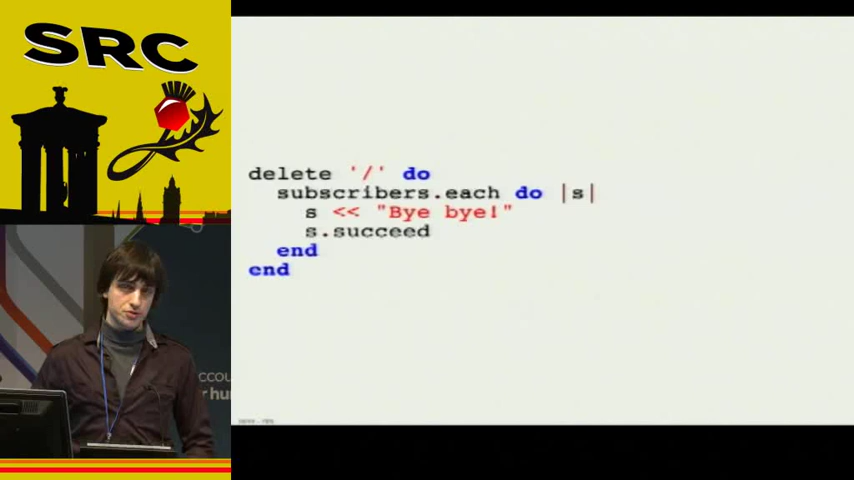 SRC
delete '/' do
subscribers.each do |s|
s << "Bye bye!"
s.succeed
end
end